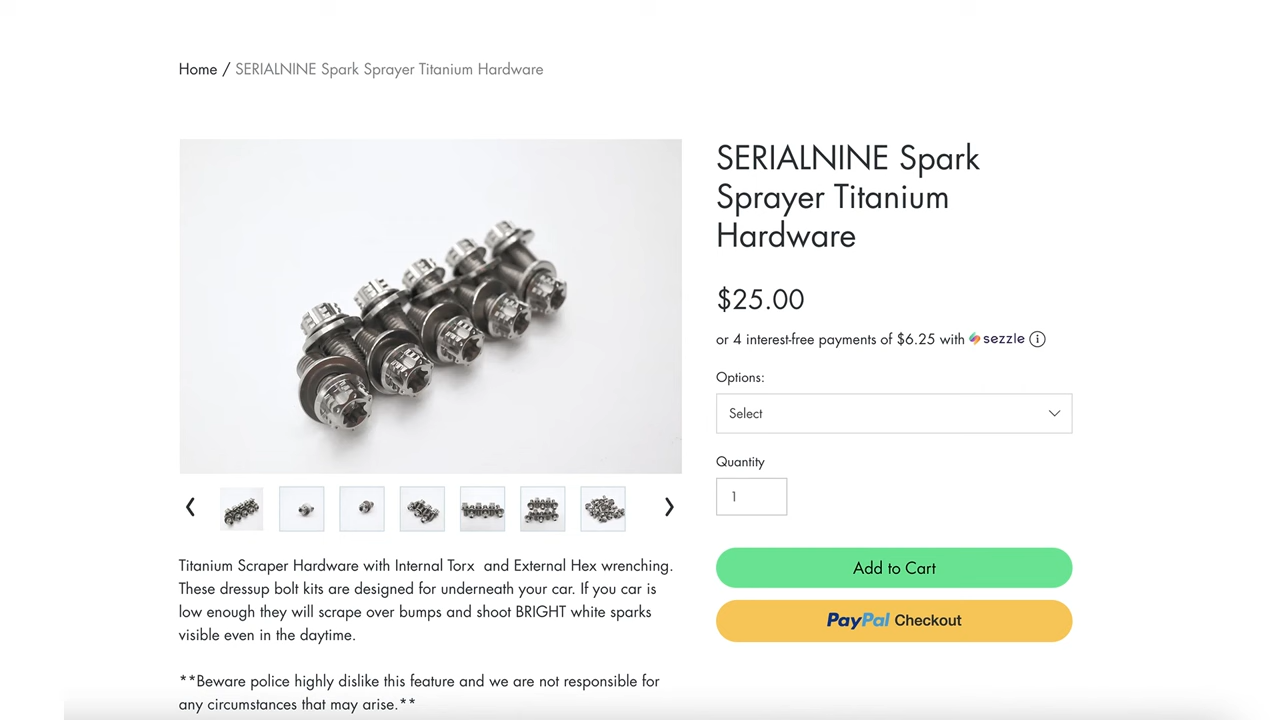 Home / SERIALNINE Spark Sprayer Titanium Hardware
SERIALNINE Spark
Sprayer Titanium
Hardware
$25.00
or 4 interest-free payments of $6.25 with sezzle i
Options:
Select
Quantity
1
Add to Cart
PayPal Checkout
Titanium Scraper Hardware with Internal Torx and External Hex wrenching.
These dressup bolt kits are designed for underneath your car. If you car is
low enough they will scrape over bumps and shoot BRIGHT white sparks
visible even in the daytime.
**Beware police highly dislike this feature and we are not responsible for
any circumstances that may arise.**